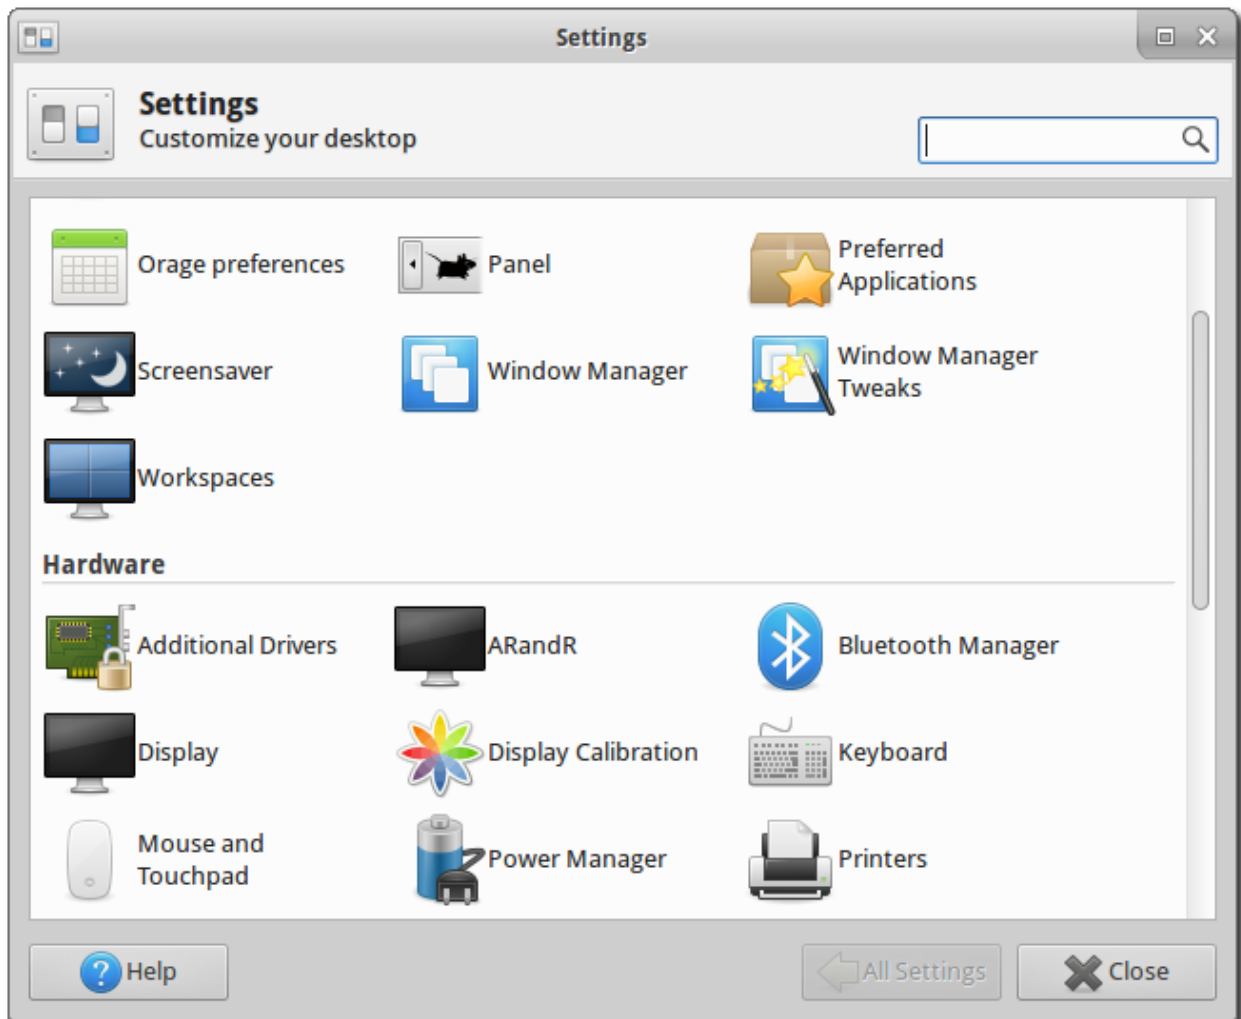 Settings
Settings
Customize your desktop
Orage preferences
Panel
Preferred
Applications
Screensaver
Window Manager
Window Manager
Tweaks
Workspaces
Hardware
Additional Drivers
ARandR
Bluetooth Manager
Display
Display Calibration
Keyboard
Mouse and
Touchpad
Power Manager
Printers
Help
All Settings
Close